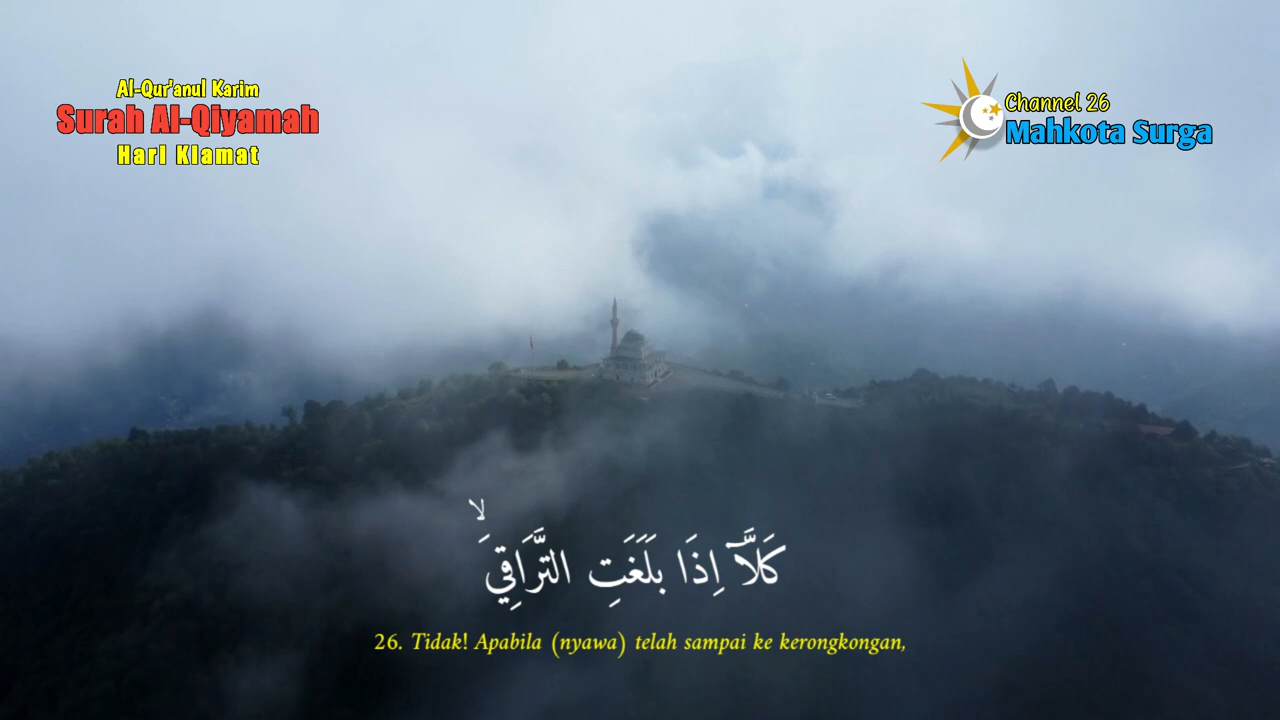 Al-Qur'anul Karim
Surah Al-Qiyamah
Hari Kiamat
Channel 26
Mahkota Surga
كَلَّآ اِذَا بَلَغَتِ التَّرَاقِيَۙ
26. Tidak! Apabila (nyawa) telah sampai ke kerongkongan,